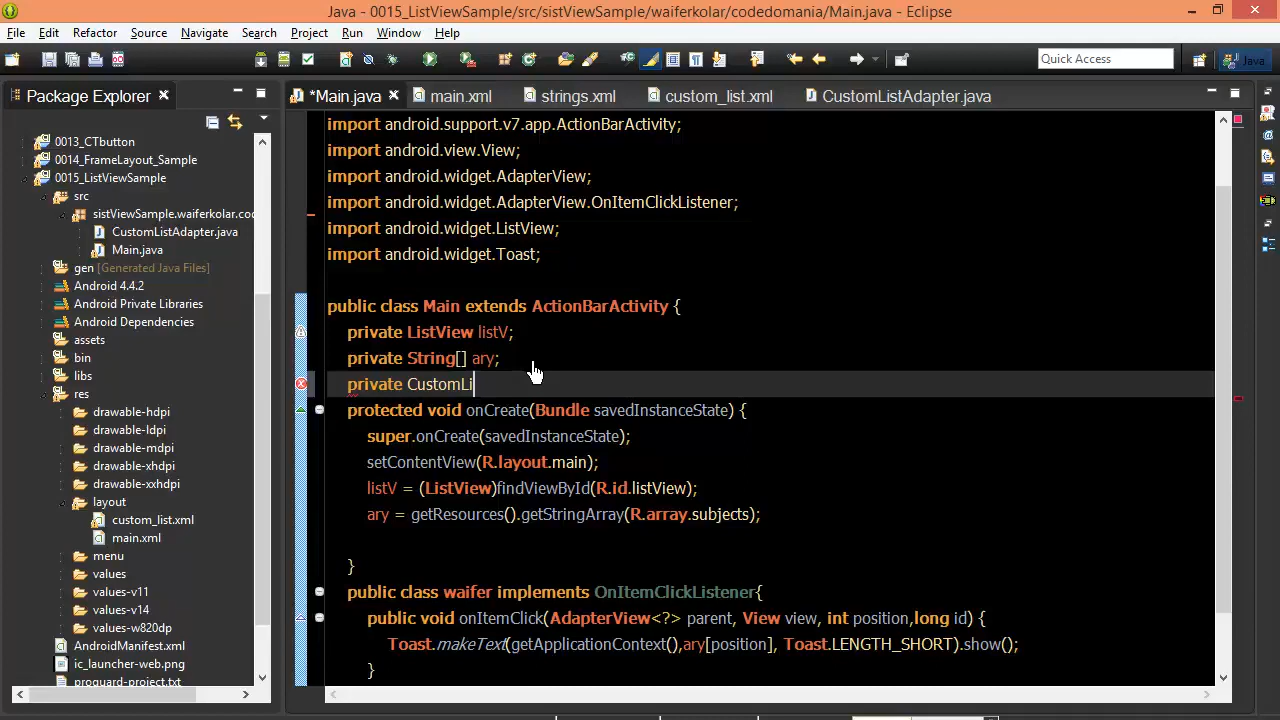 Java - 0015_ListViewSample/src/sistViewSample/waiferkolar/codedomania/Main.java - Eclipse
File Edit Refactor Source Navigate Search Project Run Window Help
Quick Access
Java
Package Explorer
*Main.java main.xml strings.xml custom_list.xml CustomListAdapter.java
0013_CTbutton
0014_FrameLayout_Sample
0015_ListViewSample
src
sistViewSample.waiferkolar.co
CustomListAdapter.java
Main.java
gen [Generated Java Files]
Android 4.4.2
Android Private Libraries
Android Dependencies
assets
bin
libs
res
drawable-hdpi
drawable-ldpi
drawable-mdpi
drawable-xhdpi
drawable-xxhdpi
layout
custom_list.xml
main.xml
menu
values
values-v11
values-v14
values-w820dp
AndroidManifest.xml
ic_launcher-web.png
proguard-project.txt
import android.support.v7.app.ActionBarActivity;
import android.view.View;
import android.widget.AdapterView;
import android.widget.AdapterView.OnItemClickListener;
import android.widget.ListView;
import android.widget.Toast;
public class Main extends ActionBarActivity {
private ListView listV;
private String[] ary;
private CustomLi
protected void onCreate(Bundle savedInstanceState) {
super.onCreate(savedInstanceState);
setContentView(R.layout.main);
listV = (ListView)findViewById(R.id.listView);
ary = getResources().getStringArray(R.array.subjects);
}
public class waifer implements OnItemClickListener{
public void onItemClick(AdapterView<?> parent, View view, int position,long id) {
Toast.makeText(getApplicationContext(),ary[position], Toast.LENGTH_SHORT).show();
}